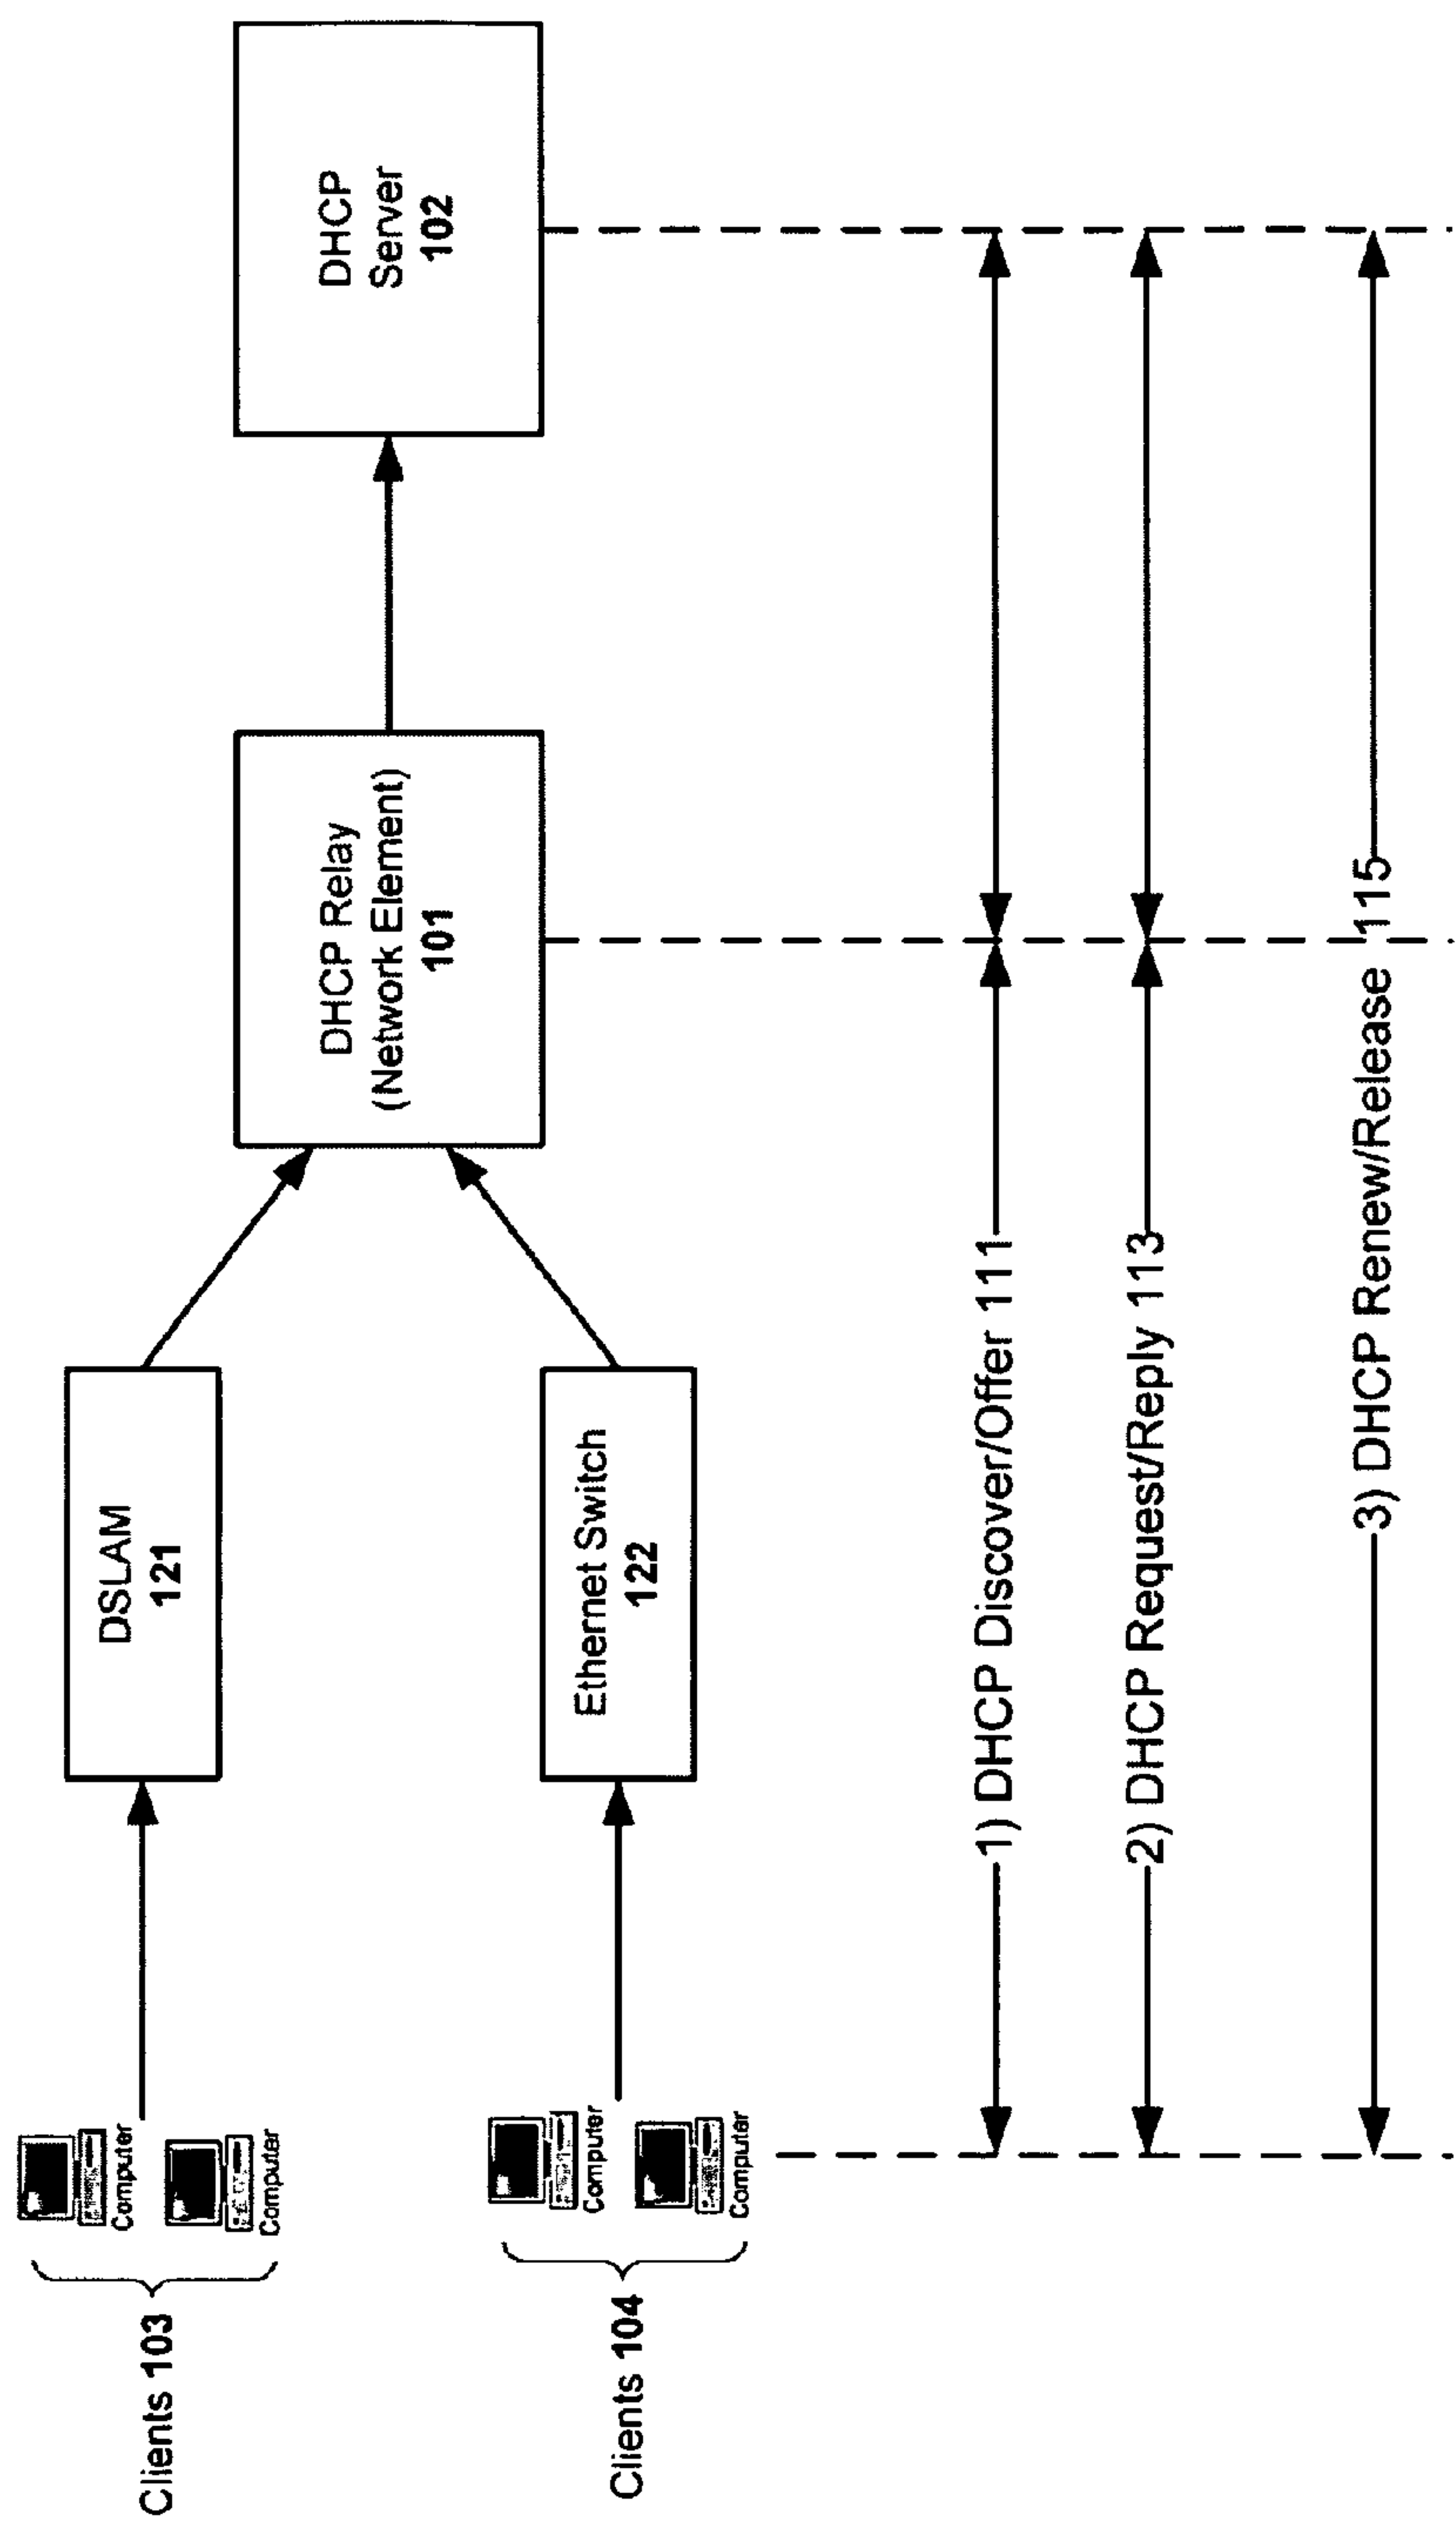 Clients 103
Computer
Computer
DSLAM
121
DHCP Relay
(Network Element)
101
DHCP
Server
102
Clients 104
Computer
Computer
Ethernet Switch
122
1) DHCP Discover/Offer 111
2) DHCP Request/Reply 113
3) DHCP Renew/Release 115